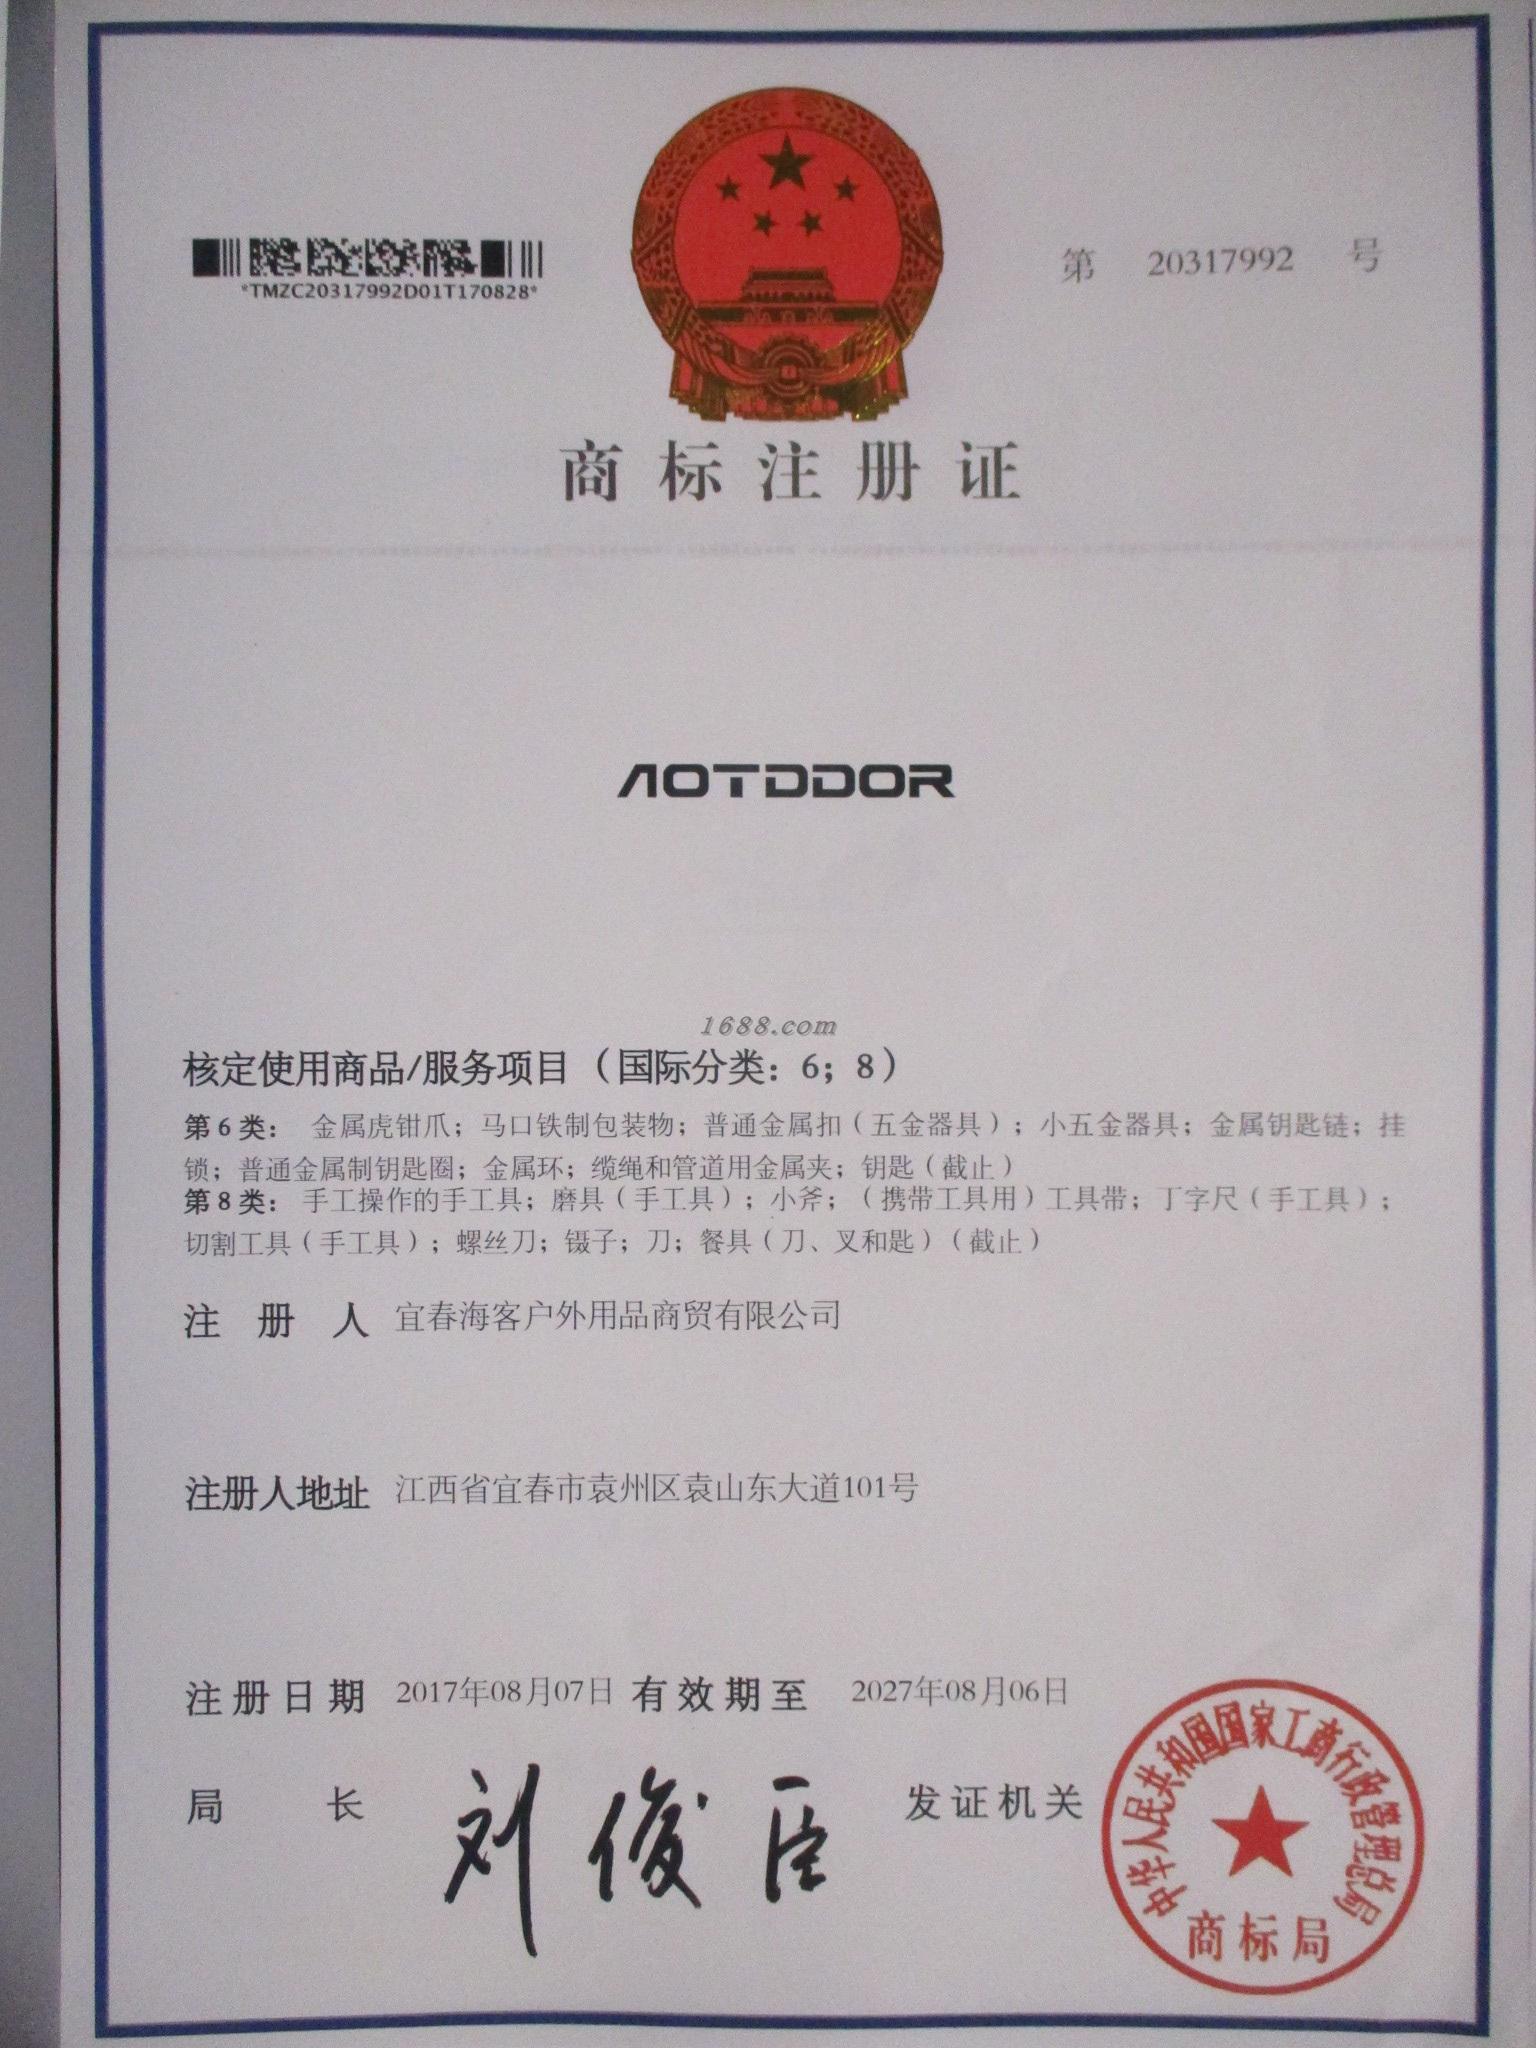 *TMZC20317992D01T170828*
第 20317992 号
商标注册证
AOTDDOR
1688.com
核定使用商品/服务项目（国际分类：6；8）
第6类： 金属虎钳爪；马口铁制包装物；普通金属扣（五金器具）；小五金器具；金属钥匙链；挂
锁；普通金属制钥匙圈；金属环；缆绳和管道用金属夹；钥匙（截止）
第8类： 手工操作的手工具；磨具（手工具）；小斧；（携带工具用）工具带；丁字尺（手工具）；
切割工具（手工具）；螺丝刀；镊子；刀；餐具（刀、叉和匙）（截止）
注册人 宜春海客户外用品商贸有限公司
注册人地址 江西省宜春市袁州区袁山东大道101号
注册日期 2017年08月07日 有效期至 2027年08月06日
局长 刘俊臣 发证机关
中华人民共和国国家工商行政管理总局
商标局